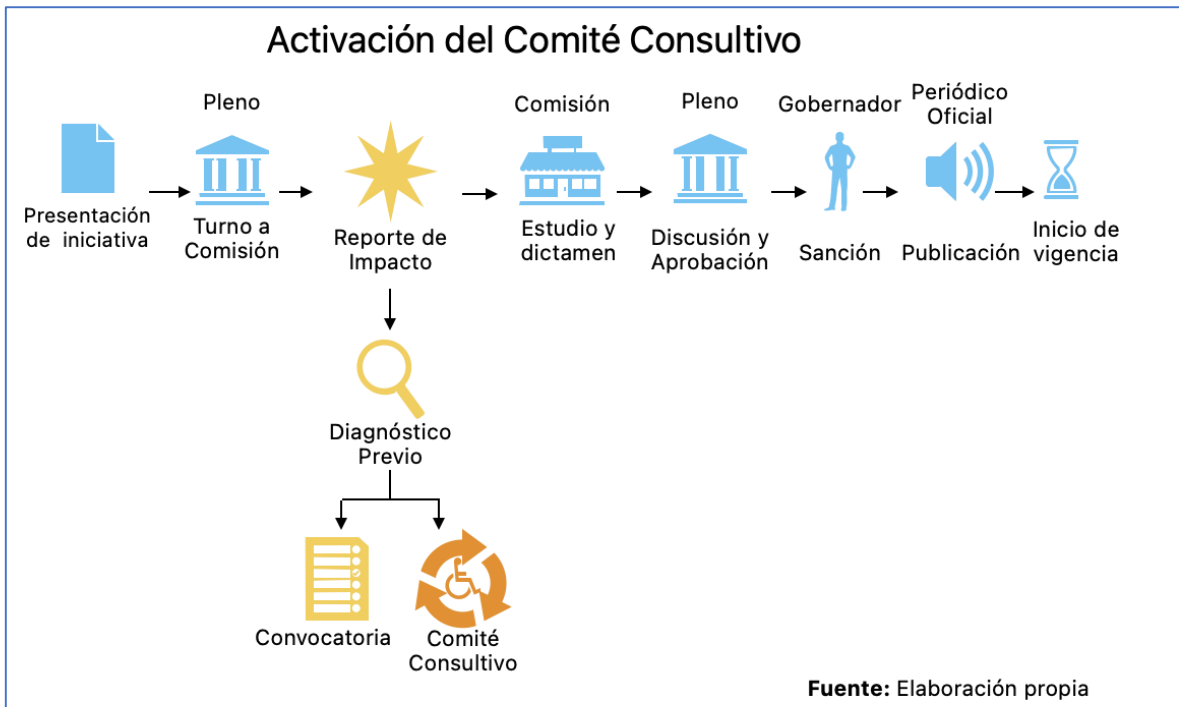 Activación del Comité Consultivo
Presentación
de iniciativa
Pleno
Turno a
Comisión
Reporte de
Impacto
Comisión
Estudio y
dictamen
Pleno
Discusión y
Aprobación
Gobernador
Sanción
Periódico
Oficial
Publicación
Inicio de
vigencia
Diagnóstico
Previo
Convocatoria
Comité
Consultivo
Fuente: Elaboración propia